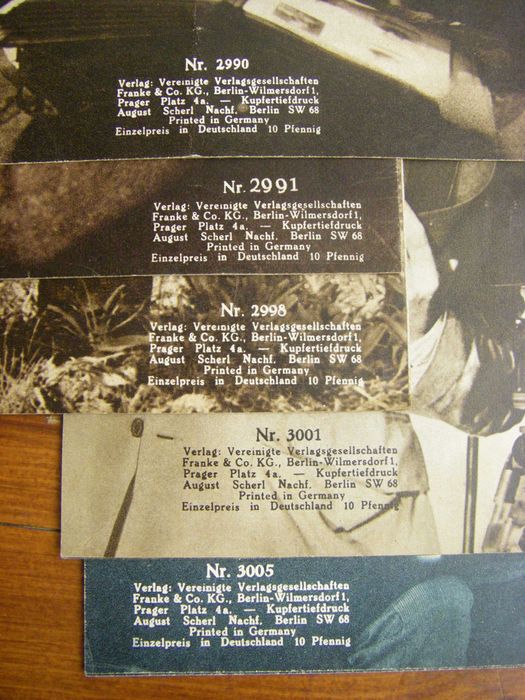 Nr. 2990
Verlag: Vereinigte Verlagsgesellschaften
Franke & Co. KG., Berlin-Wilmersdorf 1,
Prager Platz 4a. — Kupfertiefdruck
August Scherl Nachf. Berlin SW 68
Printed in Germany
Einzelpreis in Deutschland 10 Pfennig
Nr. 2991
Verlag: Vereinigte Verlagsgesellschaften
Franke & Co. KG., Berlin-Wilmersdorf 1,
Prager Platz 4a. — Kupfertiefdruck
August Scherl Nachf. Berlin SW 68
Printed in Germany
Einzelpreis in Deutschland 10 Pfennig
Nr. 2998
Verlag: Vereinigte Verlagsgesellschaften
Franke & Co. KG., Berlin-Wilmersdorf 1,
Prager Platz 4a. — Kupfertiefdruck
August Scherl Nachf. Berlin SW 68
Printed in Germany
Einzelpreis in Deutschland 10 Pfennig
Nr. 3001
Verlag: Vereinigte Verlagsgesellschaften
Franke & Co. KG., Berlin-Wilmersdorf 1,
Prager Platz 4a. — Kupfertiefdruck
August Scherl Nachf. Berlin SW 68
Printed in Germany
Einzelpreis in Deutschland 10 Pfennig
Nr. 3005
Verlag: Vereinigte Verlagsgesellschaften
Franke & Co. KG., Berlin-Wilmersdorf 1,
Prager Platz 4a — Kupfertiefdruck
August Scherl Nachf. Berlin SW 68
Printed in Germany
Einzelpreis in Deutschland 10 Pfennig